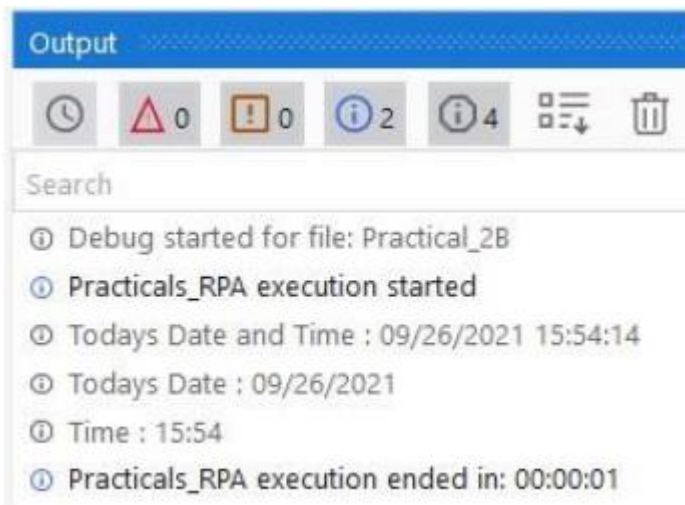 Output
0 0 2 4
Search
Debug started for file: Practical_2B
Practicals_RPA execution started
Todays Date and Time : 09/26/2021 15:54:14
Todays Date : 09/26/2021
Time : 15:54
Practicals_RPA execution ended in: 00:00:01